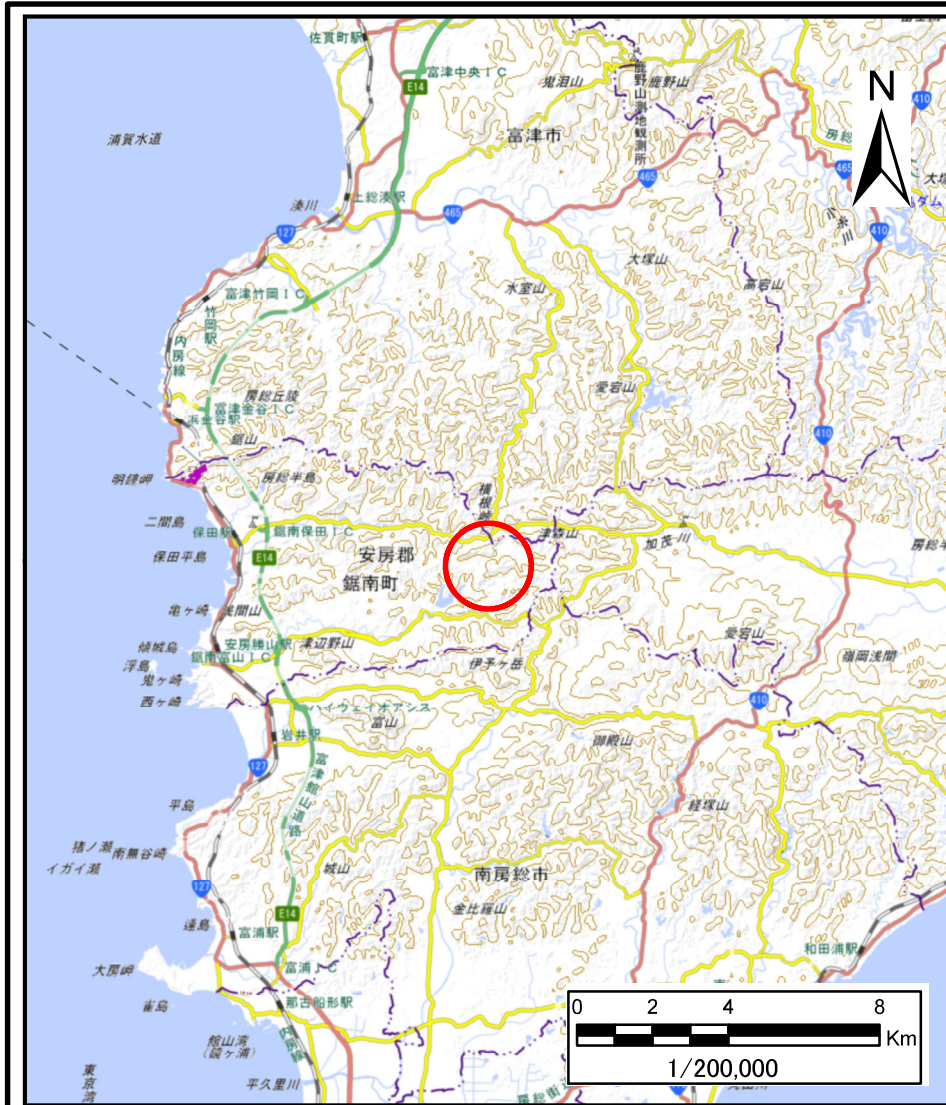 佐貫町駅
富津中央IC
E14
鬼泪山
鹿野山
鹿野山測地観測所
N
410
浦賀水道
富津市
465
465
上総湊駅
湊川
465
127
410
小糸川
大塚山
高宕山
水室山
富津竹岡IC
竹岡駅
内房線
愛宕山
房総丘陵
富津金谷IC
浜金谷駅
鋸山
410
明鐘岬
房総半島
横根峠
二間島
保田駅
鋸南保田IC
津森山
加茂川
保田平島
E14
安房郡
鋸南町
亀ヶ崎
浅間山
安房勝山駅
津辺野山
愛宕山
傾城島
鋸南富山IC
伊予ヶ岳
嶺岡浅間
浮島
鬼ヶ崎
300
西ヶ崎
ハイウェイオアシス
富山
410
岩井駅
御殿山
127
富津館山道路
平島
経塚山
猪ノ瀬
南無谷崎
イガイ瀬
城山
南房総市
127
金比羅山
E14
逢島
富浦駅
和田浦駅
大房岬
富浦IC
雀島
那古船形駅
0 2 4 8
Km
1/200,000
館山湾
(鏡ヶ浦)
内房線
東京湾
平久里川